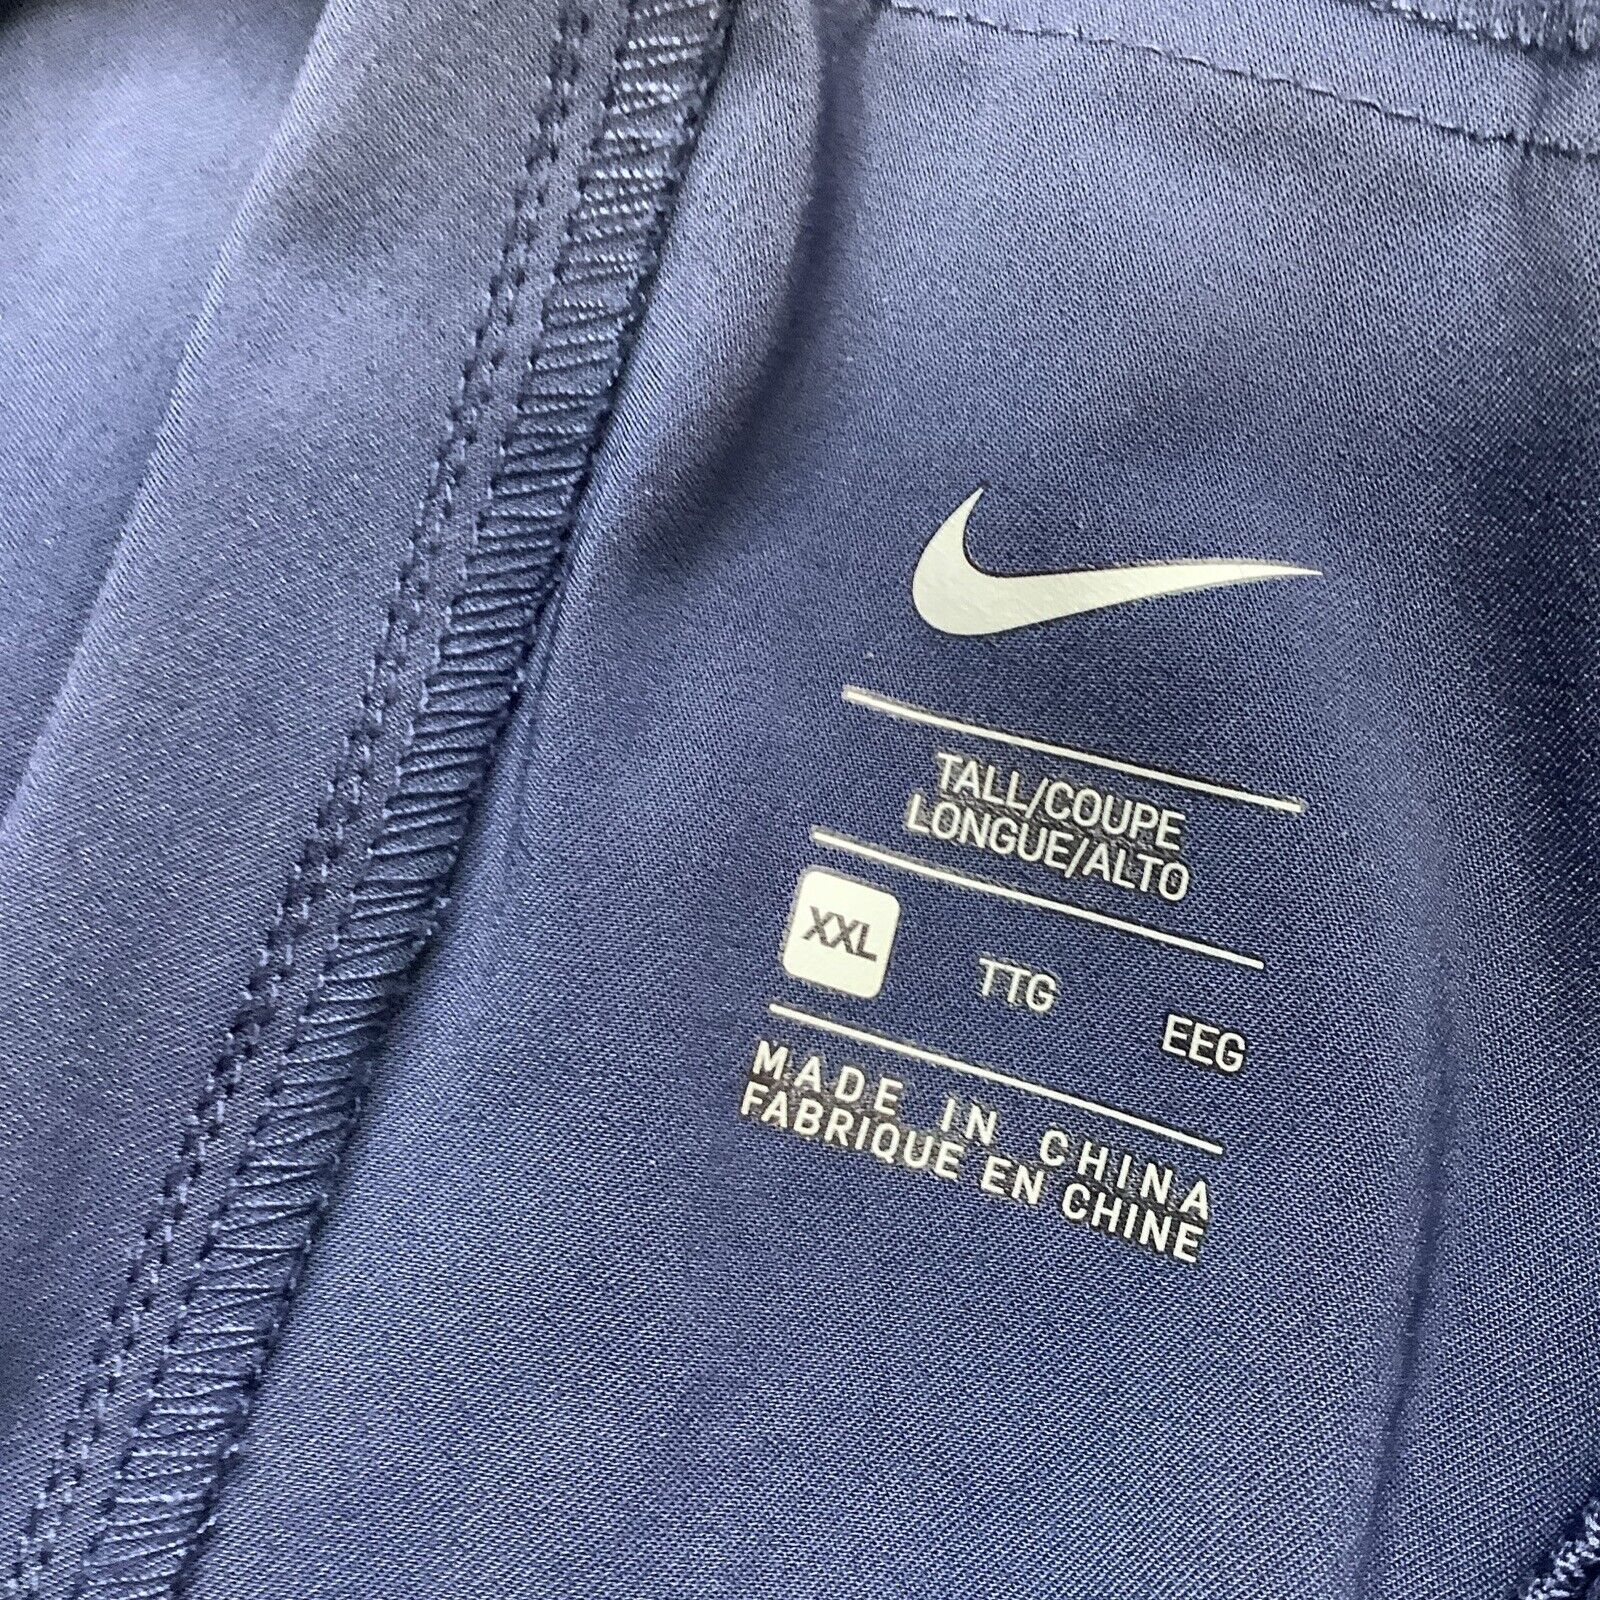 TALL/COUPE
LONGUE/ALTO
XXL TTG EEG
MADE IN CHINA
FABRIQUE EN CHINE